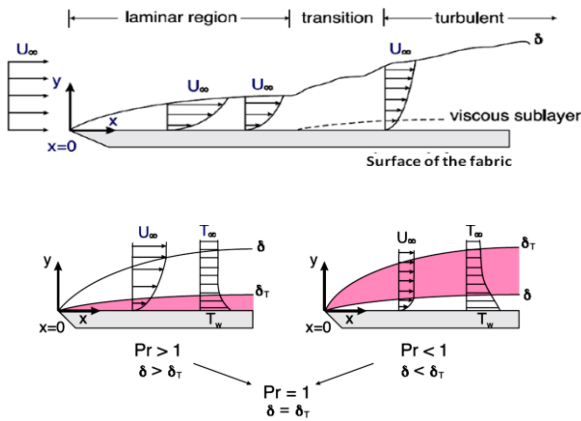 laminar region transition turbulent
U∞ U∞ U∞ U∞ δ
y
x
viscous sublayer
x=0
Surface of the fabric
U∞ T∞ δ
y
δT
x Tw
x=0
Pr > 1
δ > δT
U∞ T∞ δT
y
δ
x Tw
x=0
Pr < 1
δ < δT
Pr = 1
δ = δT